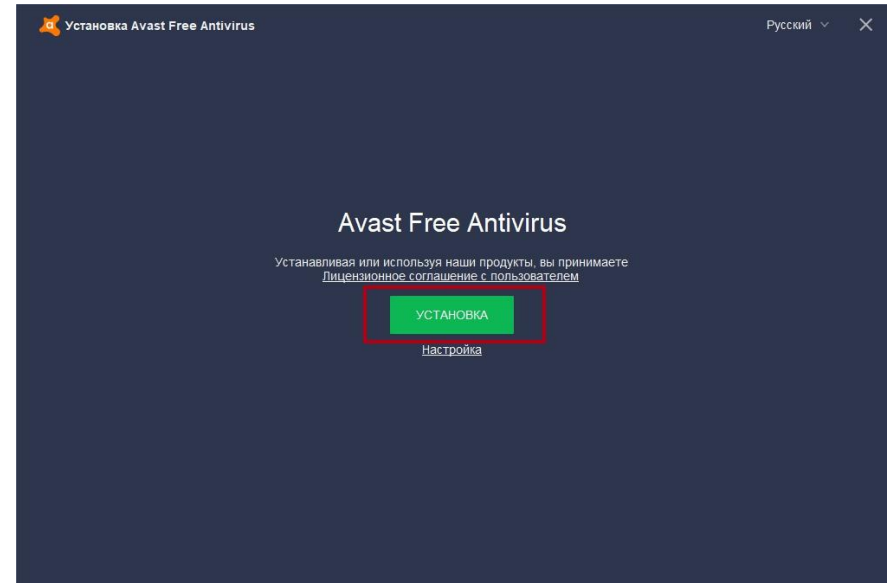 Установка Avast Free Antivirus
Русский
Avast Free Antivirus
Устанавливая или используя наши продукты, вы принимаете
Лицензионное соглашение с пользователем
УСТАНОВКА
Настройка